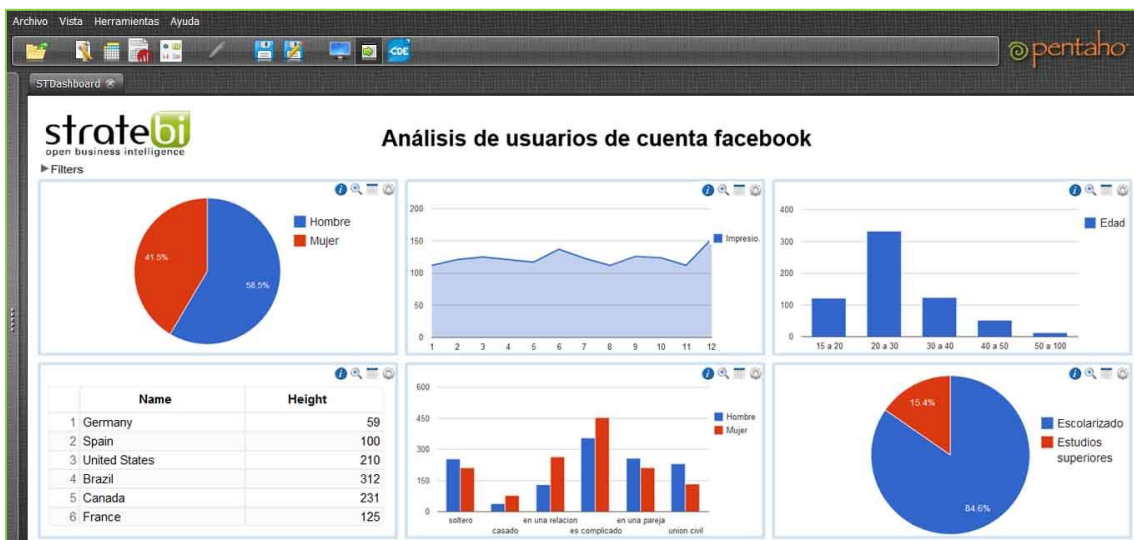 Archivo Vista Herramientas Ayuda
CDE
pentaho
STDashboard
stratebi
open business intelligence
Análisis de usuarios de cuenta facebook
Filters
Hombre
Mujer
41.5%
58.5%
200
150
100
50
0
1 2 3 4 5 6 7 8 9 10 11 12
Impresio.
400
300
200
100
0
15 a 20 20 a 30 30 a 40 40 a 50 50 a 100
Edad
Name Height
1 Germany 59
2 Spain 100
3 United States 210
4 Brazil 312
5 Canada 231
6 France 125
600
450
300
150
0
soltero en una relacion en una pareja
casado es complicado union civil
Hombre
Mujer
15.4%
84.6%
Escolarizado
Estudios
superiores